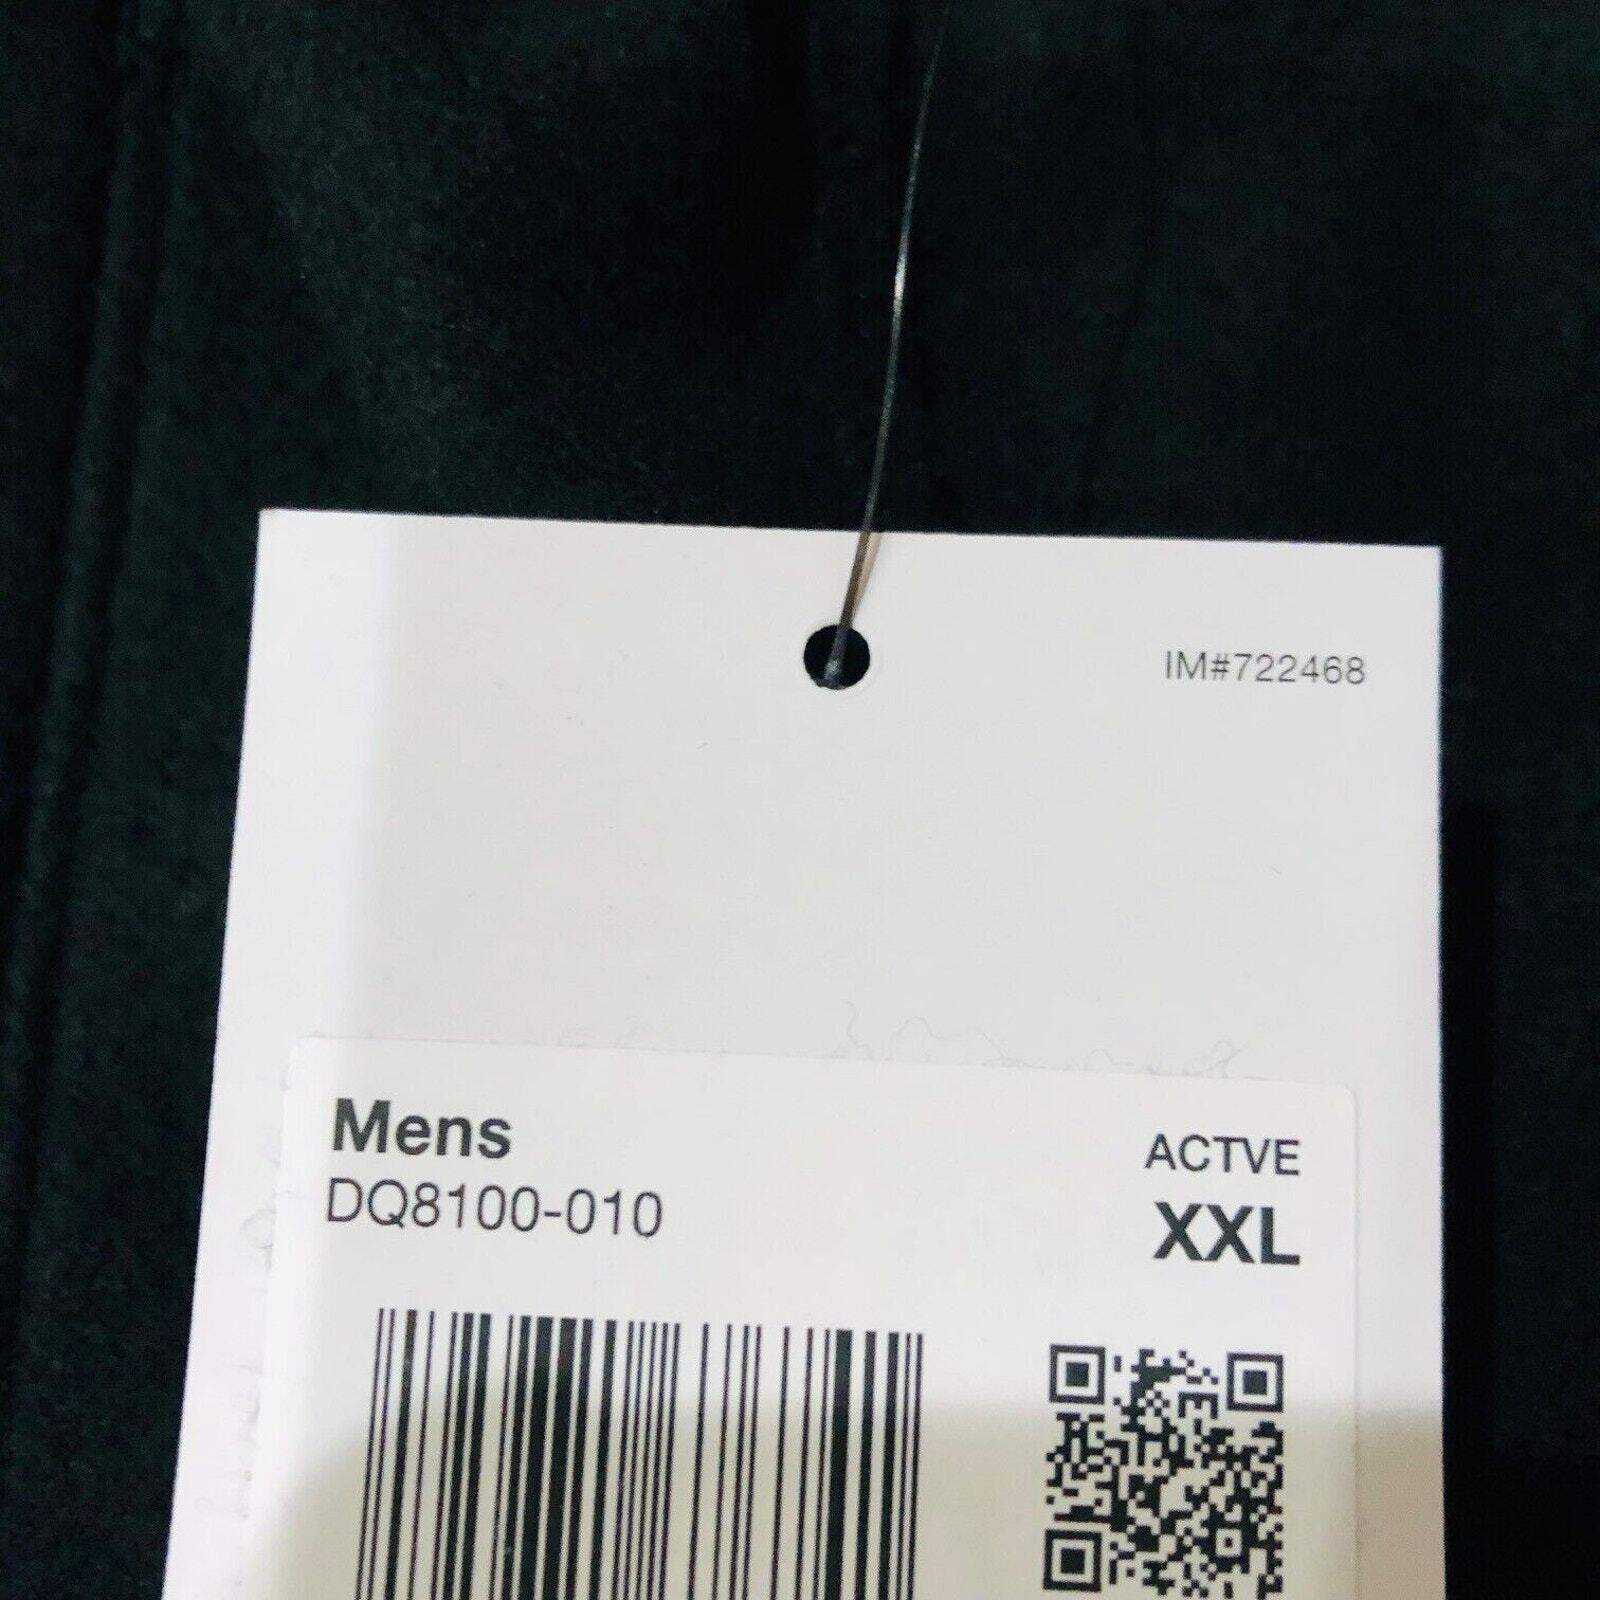 IM#722468
Mens
ACTVE
DQ8100-010
XXL